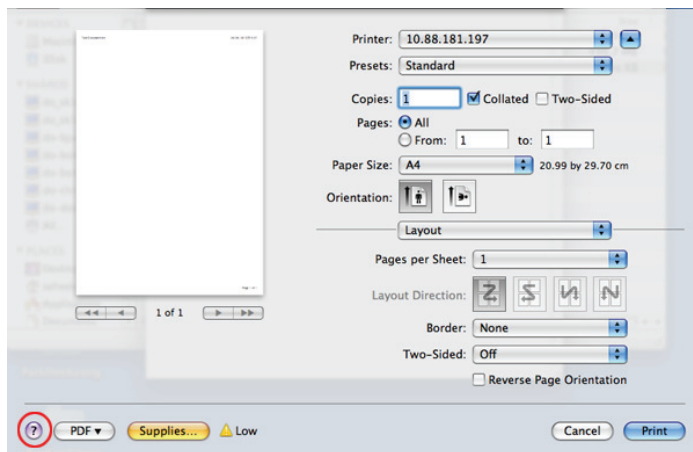 Printer: 10.88.181.197
Presets: Standard
Copies: 1 Collated Two-Sided
Pages: All
From: 1 to: 1
Paper Size: A4 20.99 by 29.70 cm
Orientation:
Layout
Pages per Sheet: 1
Layout Direction:
Border: None
Two-Sided: Off
Reverse Page Orientation
1 of 1
? PDF ▼ Supplies... Low Cancel Print